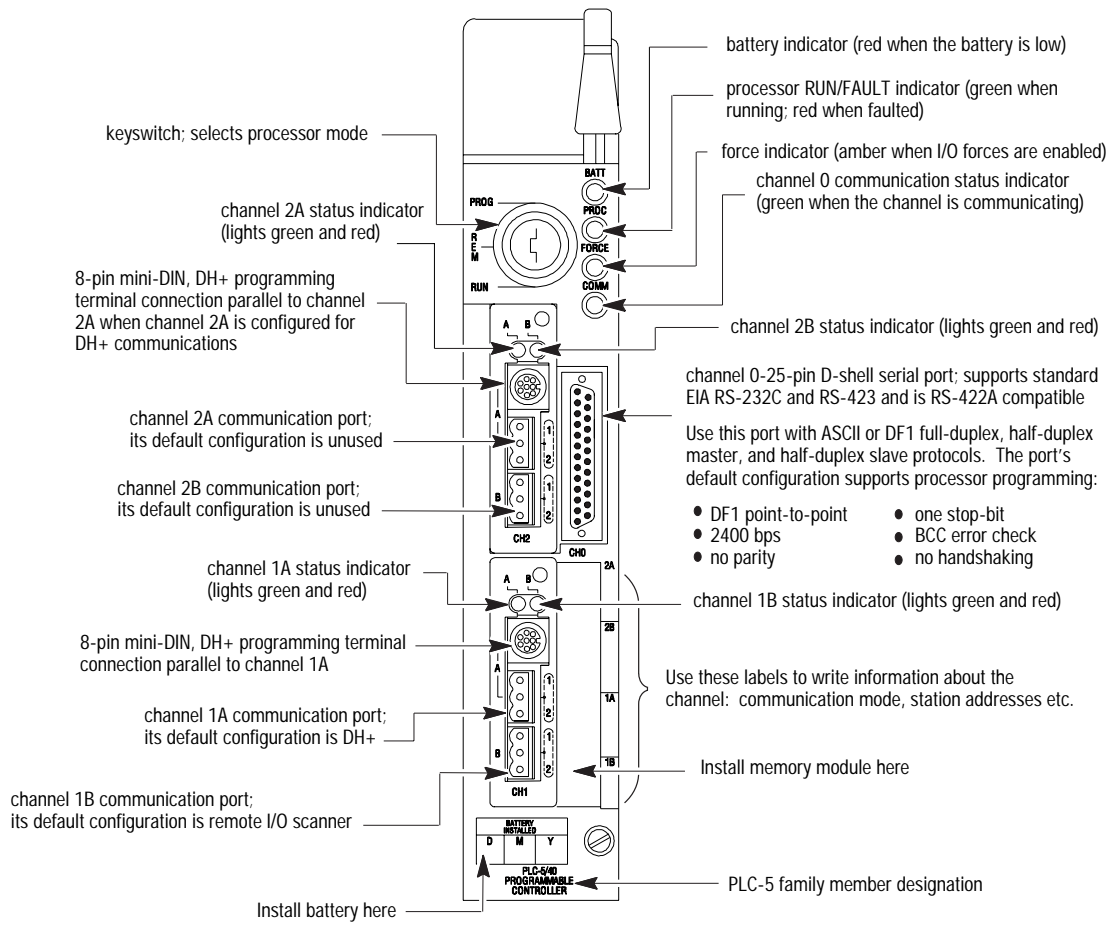 battery indicator (red when the battery is low)
processor RUN/FAULT indicator (green when
running; red when faulted)
keyswitch; selects processor mode
force indicator (amber when I/O forces are enabled)
channel 0 communication status indicator
(green when the channel is communicating)
channel 2A status indicator
(lights green and red)
8-pin mini-DIN, DH+ programming
terminal connection parallel to channel
2A when channel 2A is configured for
DH+ communications
BATT
PROC
FORCE
COMM
PROG
R
E
M
RUN
channel 2B status indicator (lights green and red)
channel 0-25-pin D-shell serial port; supports standard
EIA RS-232C and RS-423 and is RS-422A compatible
Use this port with ASCII or DF1 full-duplex, half-duplex
master, and half-duplex slave protocols. The port's
default configuration supports processor programming:
• DF1 point-to-point
• 2400 bps
• no parity
• one stop-bit
• BCC error check
• no handshaking
channel 2A communication port;
its default configuration is unused
channel 2B communication port;
its default configuration is unused
A B
A
1
2
B
1
2
CH2
CH0
channel 1A status indicator
(lights green and red)
8-pin mini-DIN, DH+ programming terminal
connection parallel to channel 1A
channel 1A communication port;
its default configuration is DH+
channel 1B communication port;
its default configuration is remote I/O scanner
A B
A
1
2
B
1
2
CH1
2A
2B
1A
1B
channel 1B status indicator (lights green and red)
Use these labels to write information about the
channel: communication mode, station addresses etc.
Install memory module here
BATTERY
INSTALLED
D M Y
PLC-5/40
PROGRAMMABLE
CONTROLLER
PLC-5 family member designation
Install battery here